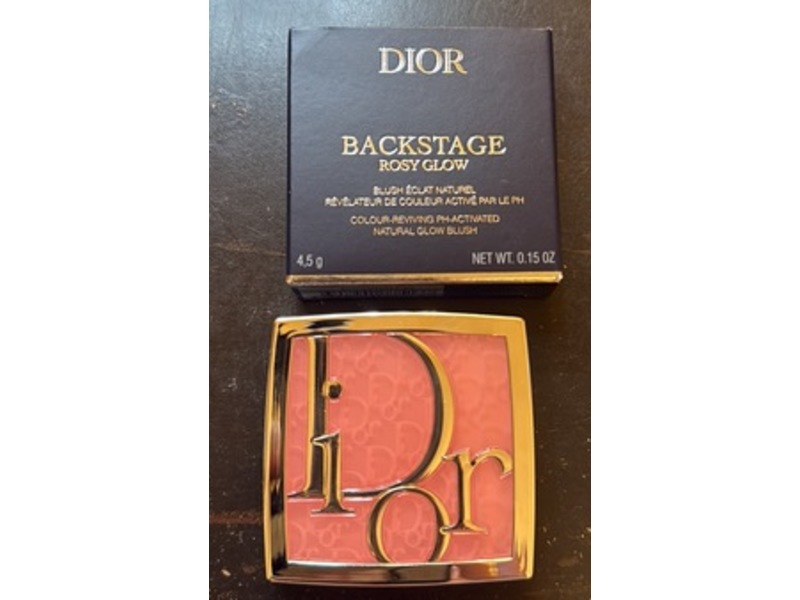 DIOR
BACKSTAGE
ROSY GLOW
BLUSH ÉCLAT NATUREL
RÉVÉLATEUR DE COULEUR ACTIVÉ PAR LE PH
COLOUR-REVIVING PH-ACTIVATED
NATURAL GLOW BLUSH
4,5 g NET WT. 0.15 OZ
Dior